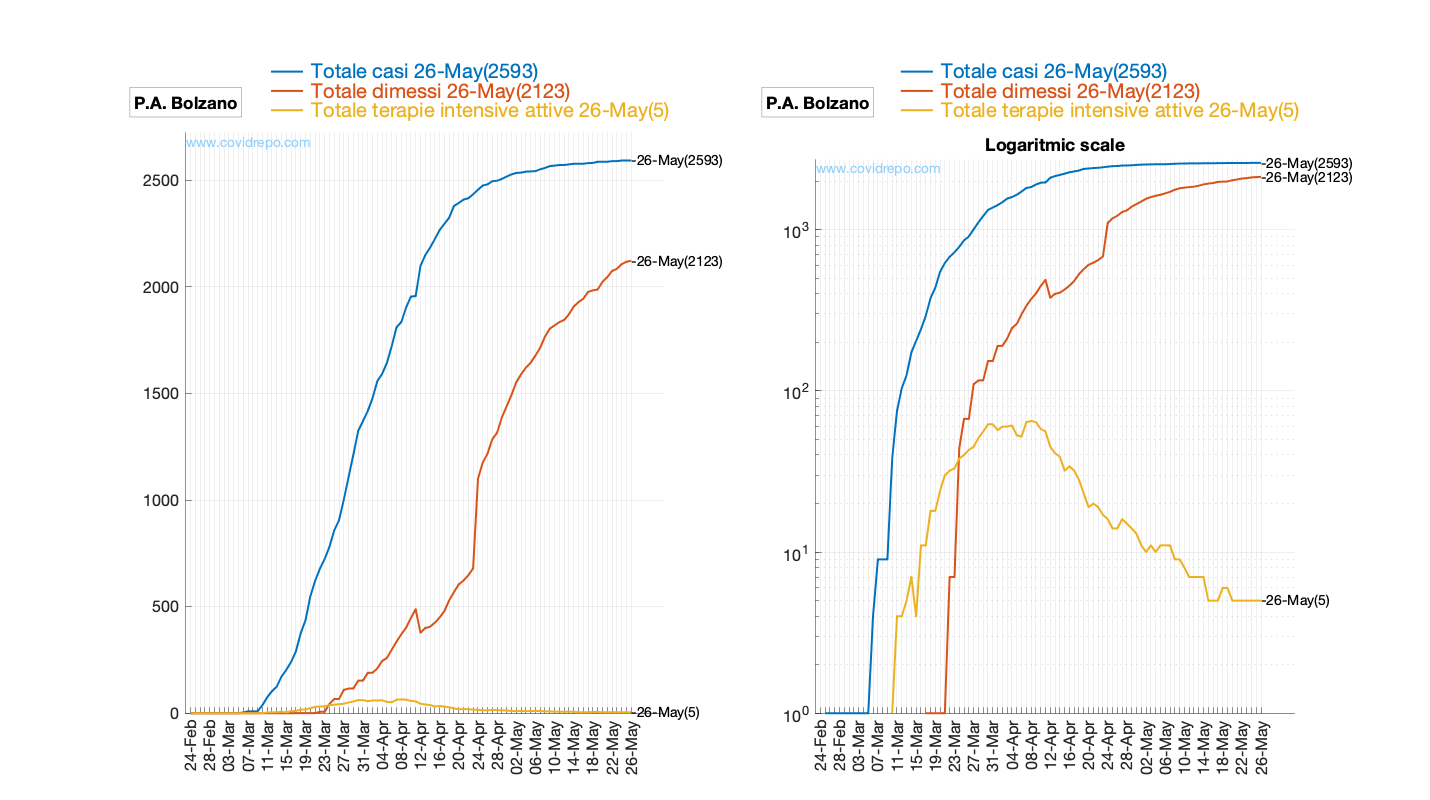 Totale casi 26-May(2593)
Totale dimessi 26-May(2123)
Totale terapie intensive attive 26-May(5)
P.A. Bolzano
www.covidrepo.com
2500
2000
1500
1000
500
0
-26-May(2593)
-26-May(2123)
-26-May(5)
24-Feb
28-Feb
03-Mar
07-Mar
11-Mar
15-Mar
19-Mar
23-Mar
27-Mar
31-Mar
04-Apr
08-Apr
12-Apr
16-Apr
20-Apr
24-Apr
28-Apr
02-May
06-May
10-May
14-May
18-May
22-May
26-May
Totale casi 26-May(2593)
Totale dimessi 26-May(2123)
Totale terapie intensive attive 26-May(5)
P.A. Bolzano
Logaritmic scale
www.covidrepo.com
10^3
10^2
10^1
10^0
-26-May(2593)
-26-May(2123)
-26-May(5)
24-Feb
28-Feb
03-Mar
07-Mar
11-Mar
15-Mar
19-Mar
23-Mar
27-Mar
31-Mar
04-Apr
08-Apr
12-Apr
16-Apr
20-Apr
24-Apr
28-Apr
02-May
06-May
10-May
14-May
18-May
22-May
26-May